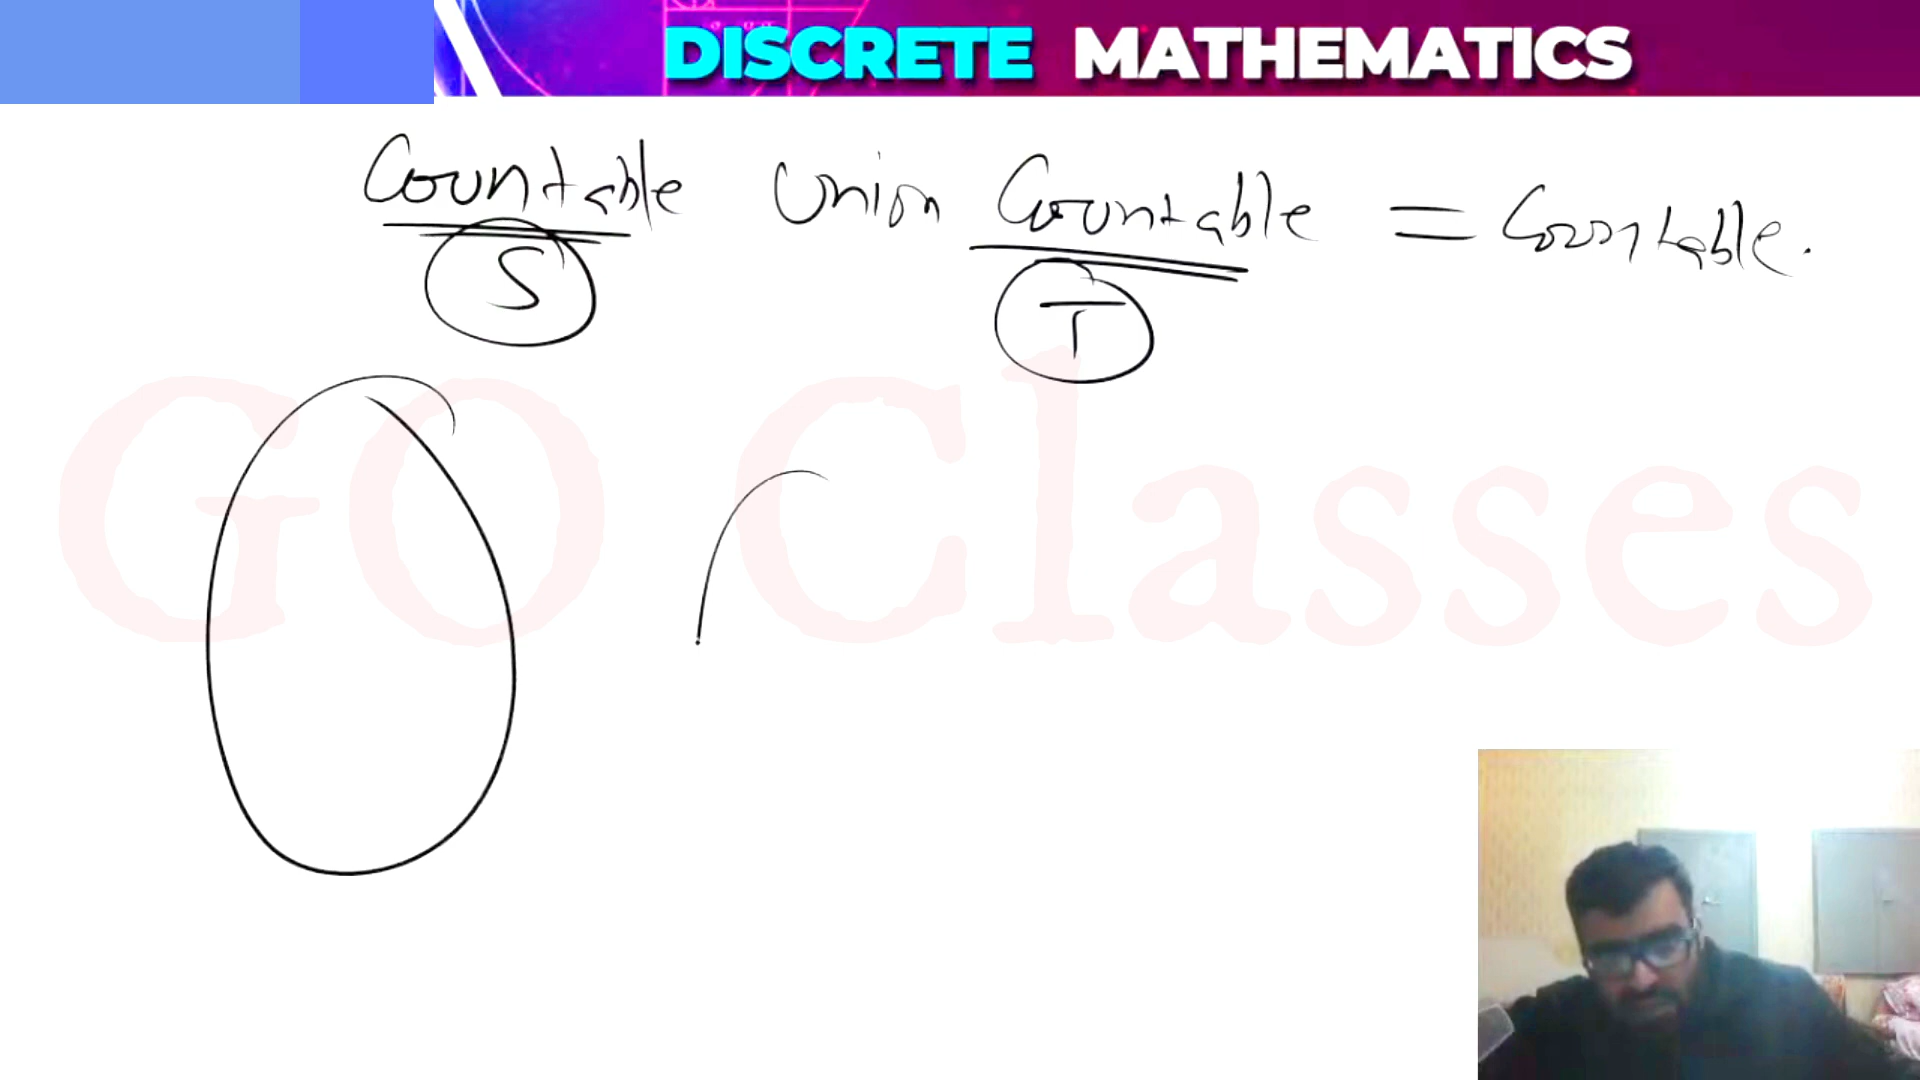 DISCRETE MATHEMATICS
Countable Union Countable = Countable.
S T
GO Classes